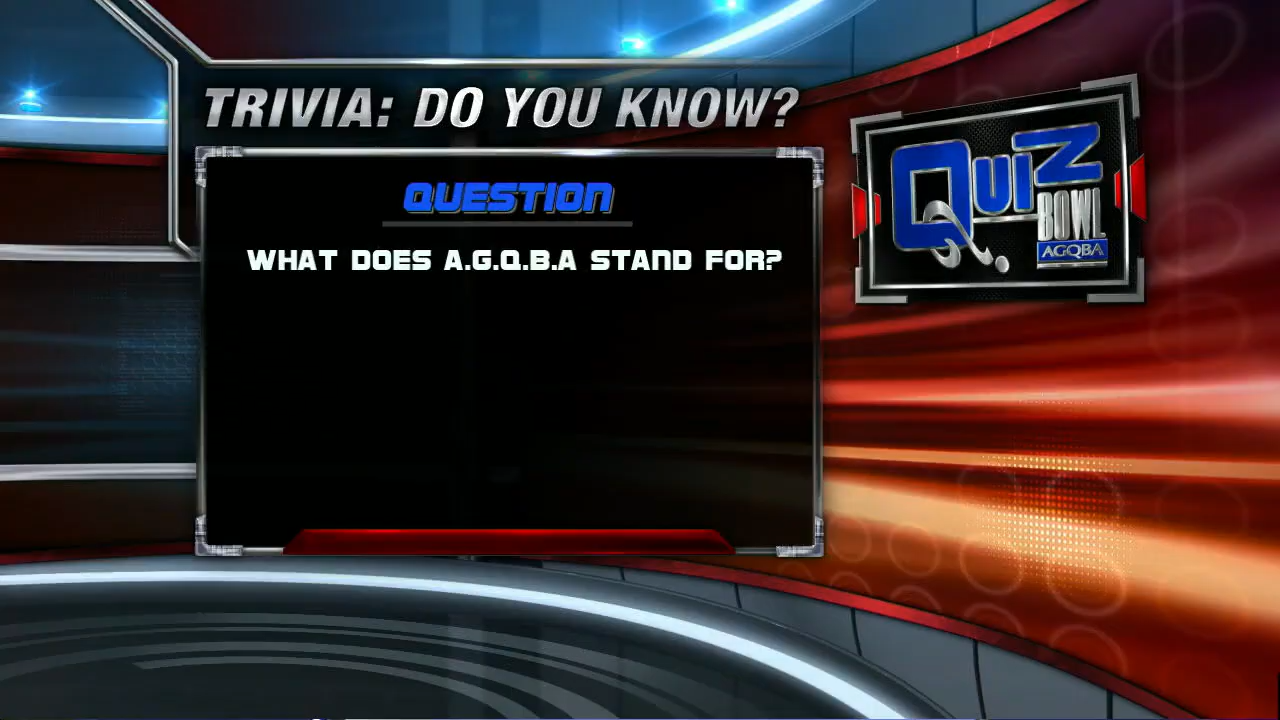 TRIVIA: DO YOU KNOW?
QUIZ
BOWL
AGQBA
QUESTION
WHAT DOES A.G.Q.B.A STAND FOR?